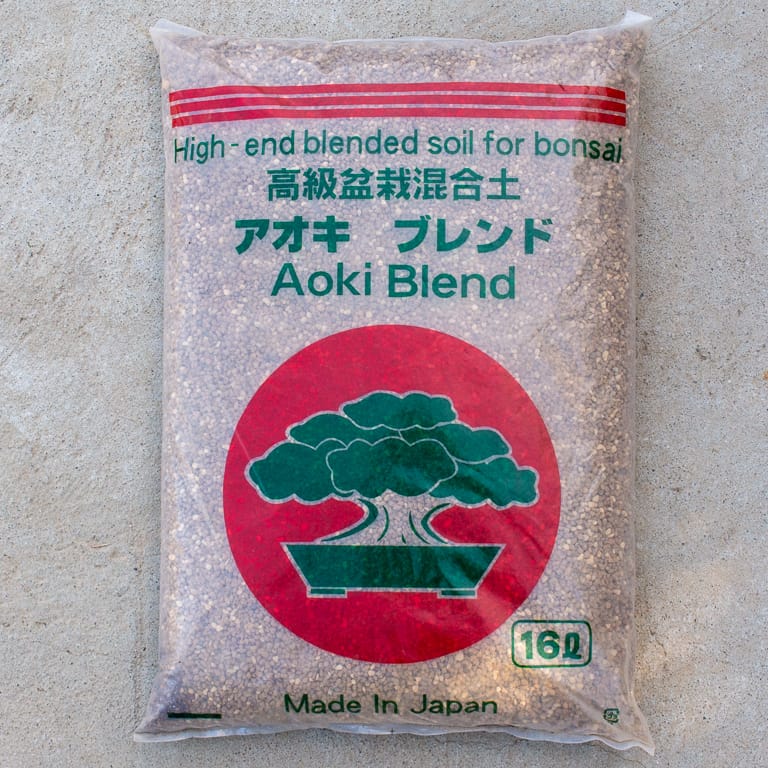 High-end blended soil for bonsai
高級盆栽混合土
アオキ ブレンド
Aoki Blend
16ℓ
Made In Japan